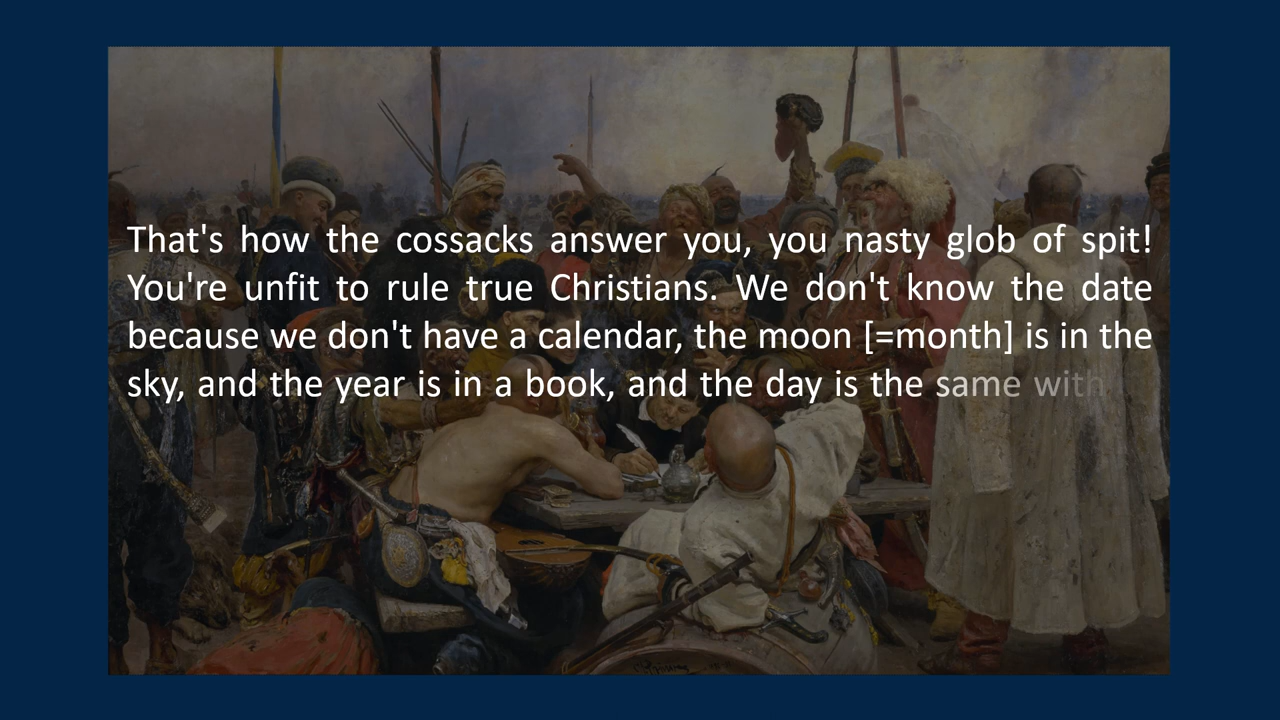 That's how the cossacks answer you, you nasty glob of spit!
You're unfit to rule true Christians. We don't know the date
because we don't have a calendar, the moon [=month] is in the
sky, and the year is in a book, and the day is the same with